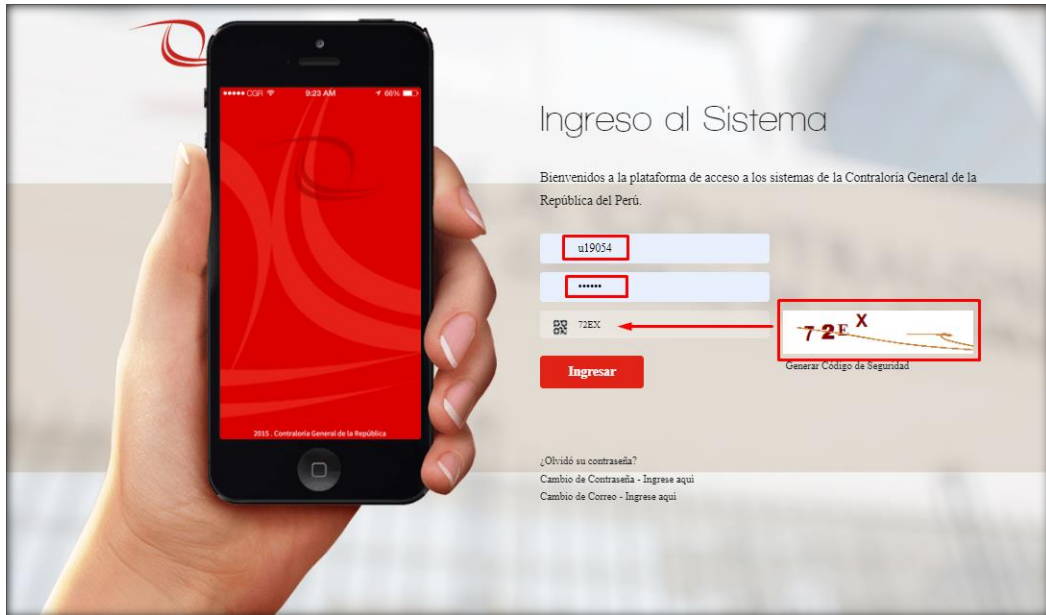 CGR
9:23 AM
66%
2015 . Contraloría General de la República
Ingreso al Sistema
Bienvenidos a la plataforma de acceso a los sistemas de la Contraloría General de la
República del Perú.
u19054
••••••
72EX
72EX
Generar Código de Seguridad
Ingresar
¿Olvidó su contraseña?
Cambio de Contraseña - Ingrese aqui
Cambio de Correo - Ingrese aqui